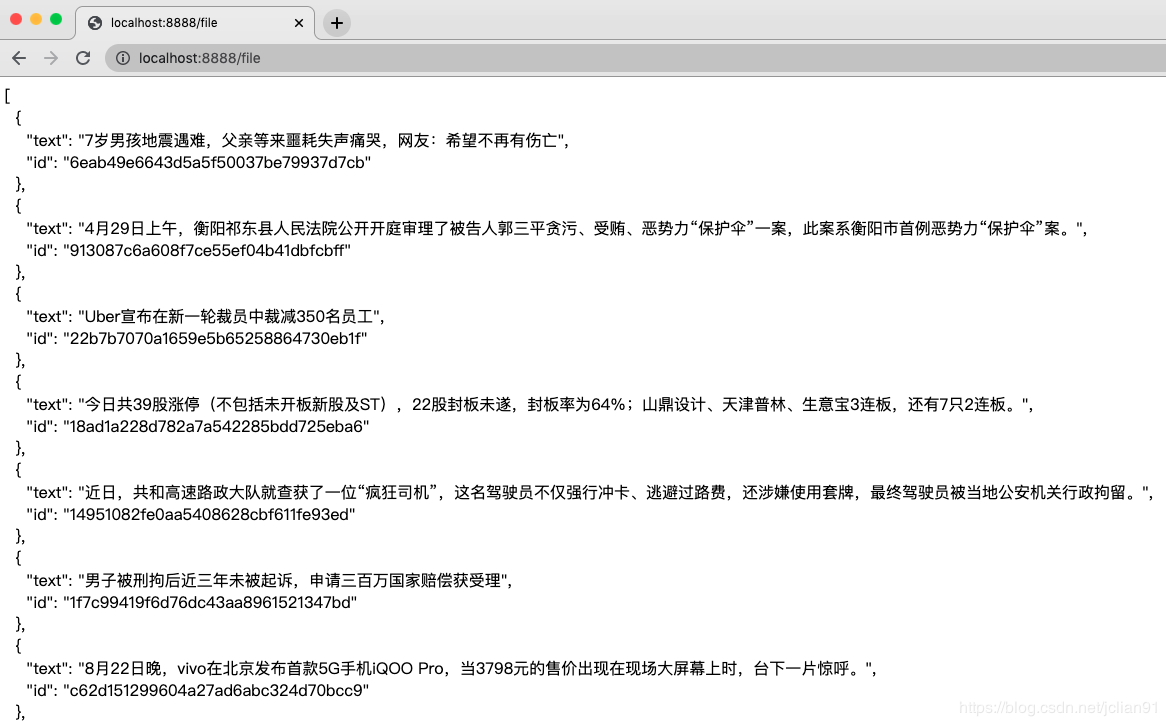 localhost:8888/file
localhost:8888/file
[
{
"text": "7岁男孩地震遇难，父亲等来噩耗失声痛哭，网友：希望不再有伤亡",
"id": "6eab49e6643d5a5f50037be79937d7cb"
},
{
"text": "4月29日上午，衡阳祁东县人民法院公开开庭审理了被告人郭三平贪污、受贿、恶势力“保护伞”一案，此案系衡阳市首例恶势力“保护伞”案。",
"id": "913087c6a608f7ce55ef04b41dbfcbff"
},
{
"text": "Uber宣布在新一轮裁员中裁减350名员工",
"id": "22b7b7070a1659e5b65258864730eb1f"
},
{
"text": "今日共39股涨停（不包括未开板新股及ST），22股封板未遂，封板率为64%；山鼎设计、天津普林、生意宝3连板，还有7只2连板。",
"id": "18ad1a228d782a7a542285bdd725eba6"
},
{
"text": "近日，共和高速路政大队就查获了一位“疯狂司机”，这名驾驶员不仅强行冲卡、逃避过路费，还涉嫌使用套牌，最终驾驶员被当地公安机关行政拘留。",
"id": "14951082fe0aa5408628cbf611fe93ed"
},
{
"text": "男子被刑拘后近三年未被起诉，申请三百万国家赔偿获受理",
"id": "1f7c99419f6d76dc43aa8961521347bd"
},
{
"text": "8月22日晚，vivo在北京发布首款5G手机iQOO Pro，当3798元的售价出现在现场大屏幕上时，台下一片惊呼。",
"id": "c62d151299604a27ad6abc324d70bcc9"
},
https://blog.csdn.net/jclian91